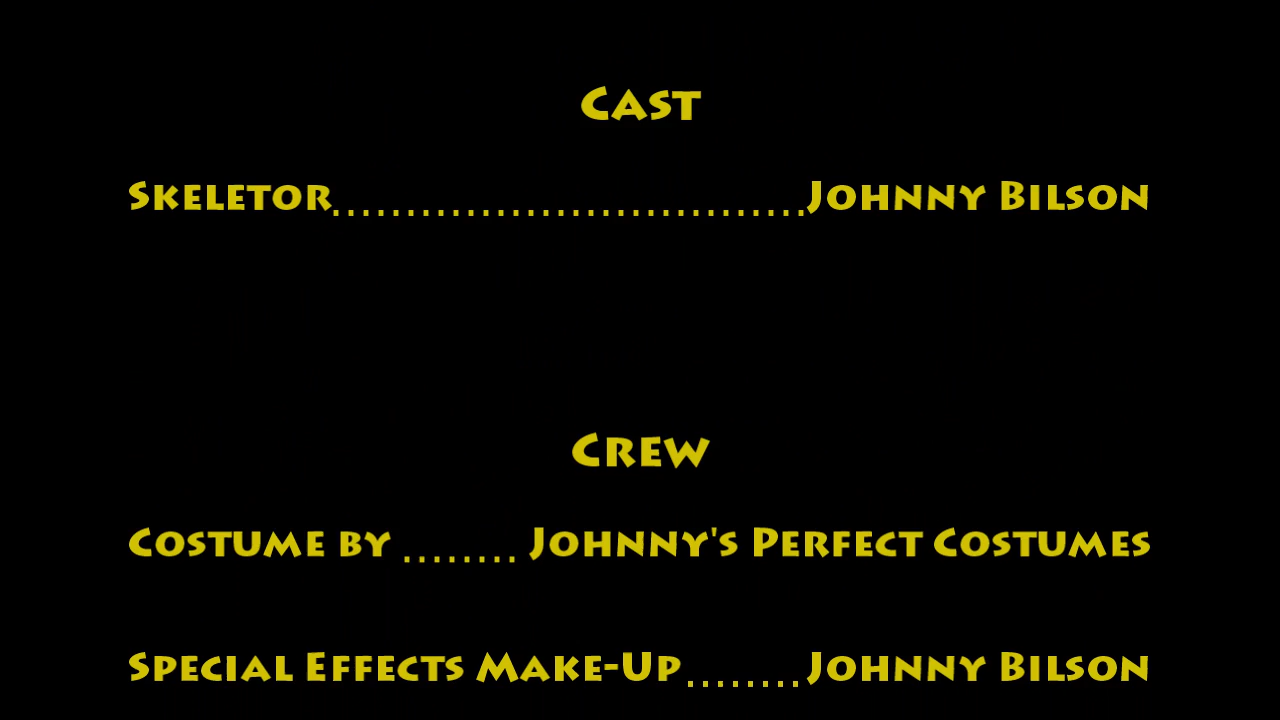 Cast
Skeletor................................Johnny Bilson
Crew
Costume by ........ Johnny's Perfect Costumes
Special Effects Make-Up ........ Johnny Bilson